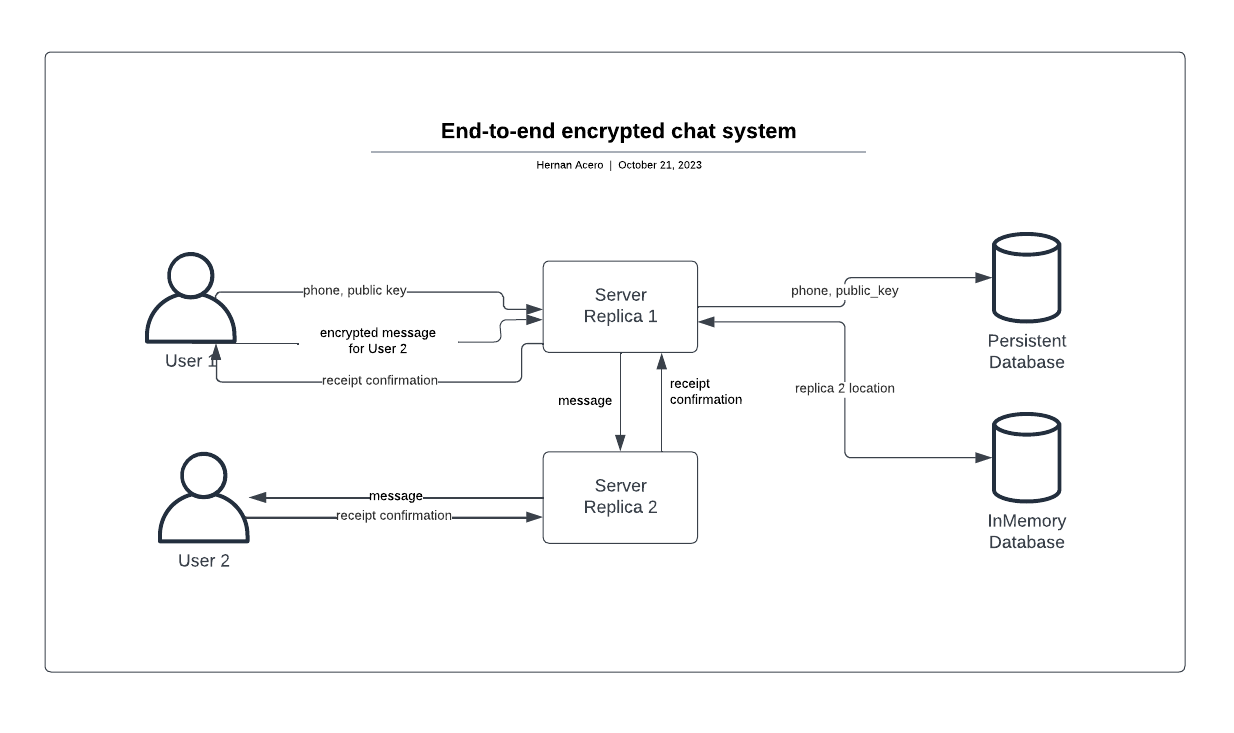 End-to-end encrypted chat system
Hernan Acero | October 21, 2023
phone, public key
encrypted message
for User 2
User 1
receipt confirmation
Server
Replica 1
phone, public_key
Persistent
Database
replica 2 location
message
receipt
confirmation
message
receipt confirmation
User 2
Server
Replica 2
InMemory
Database